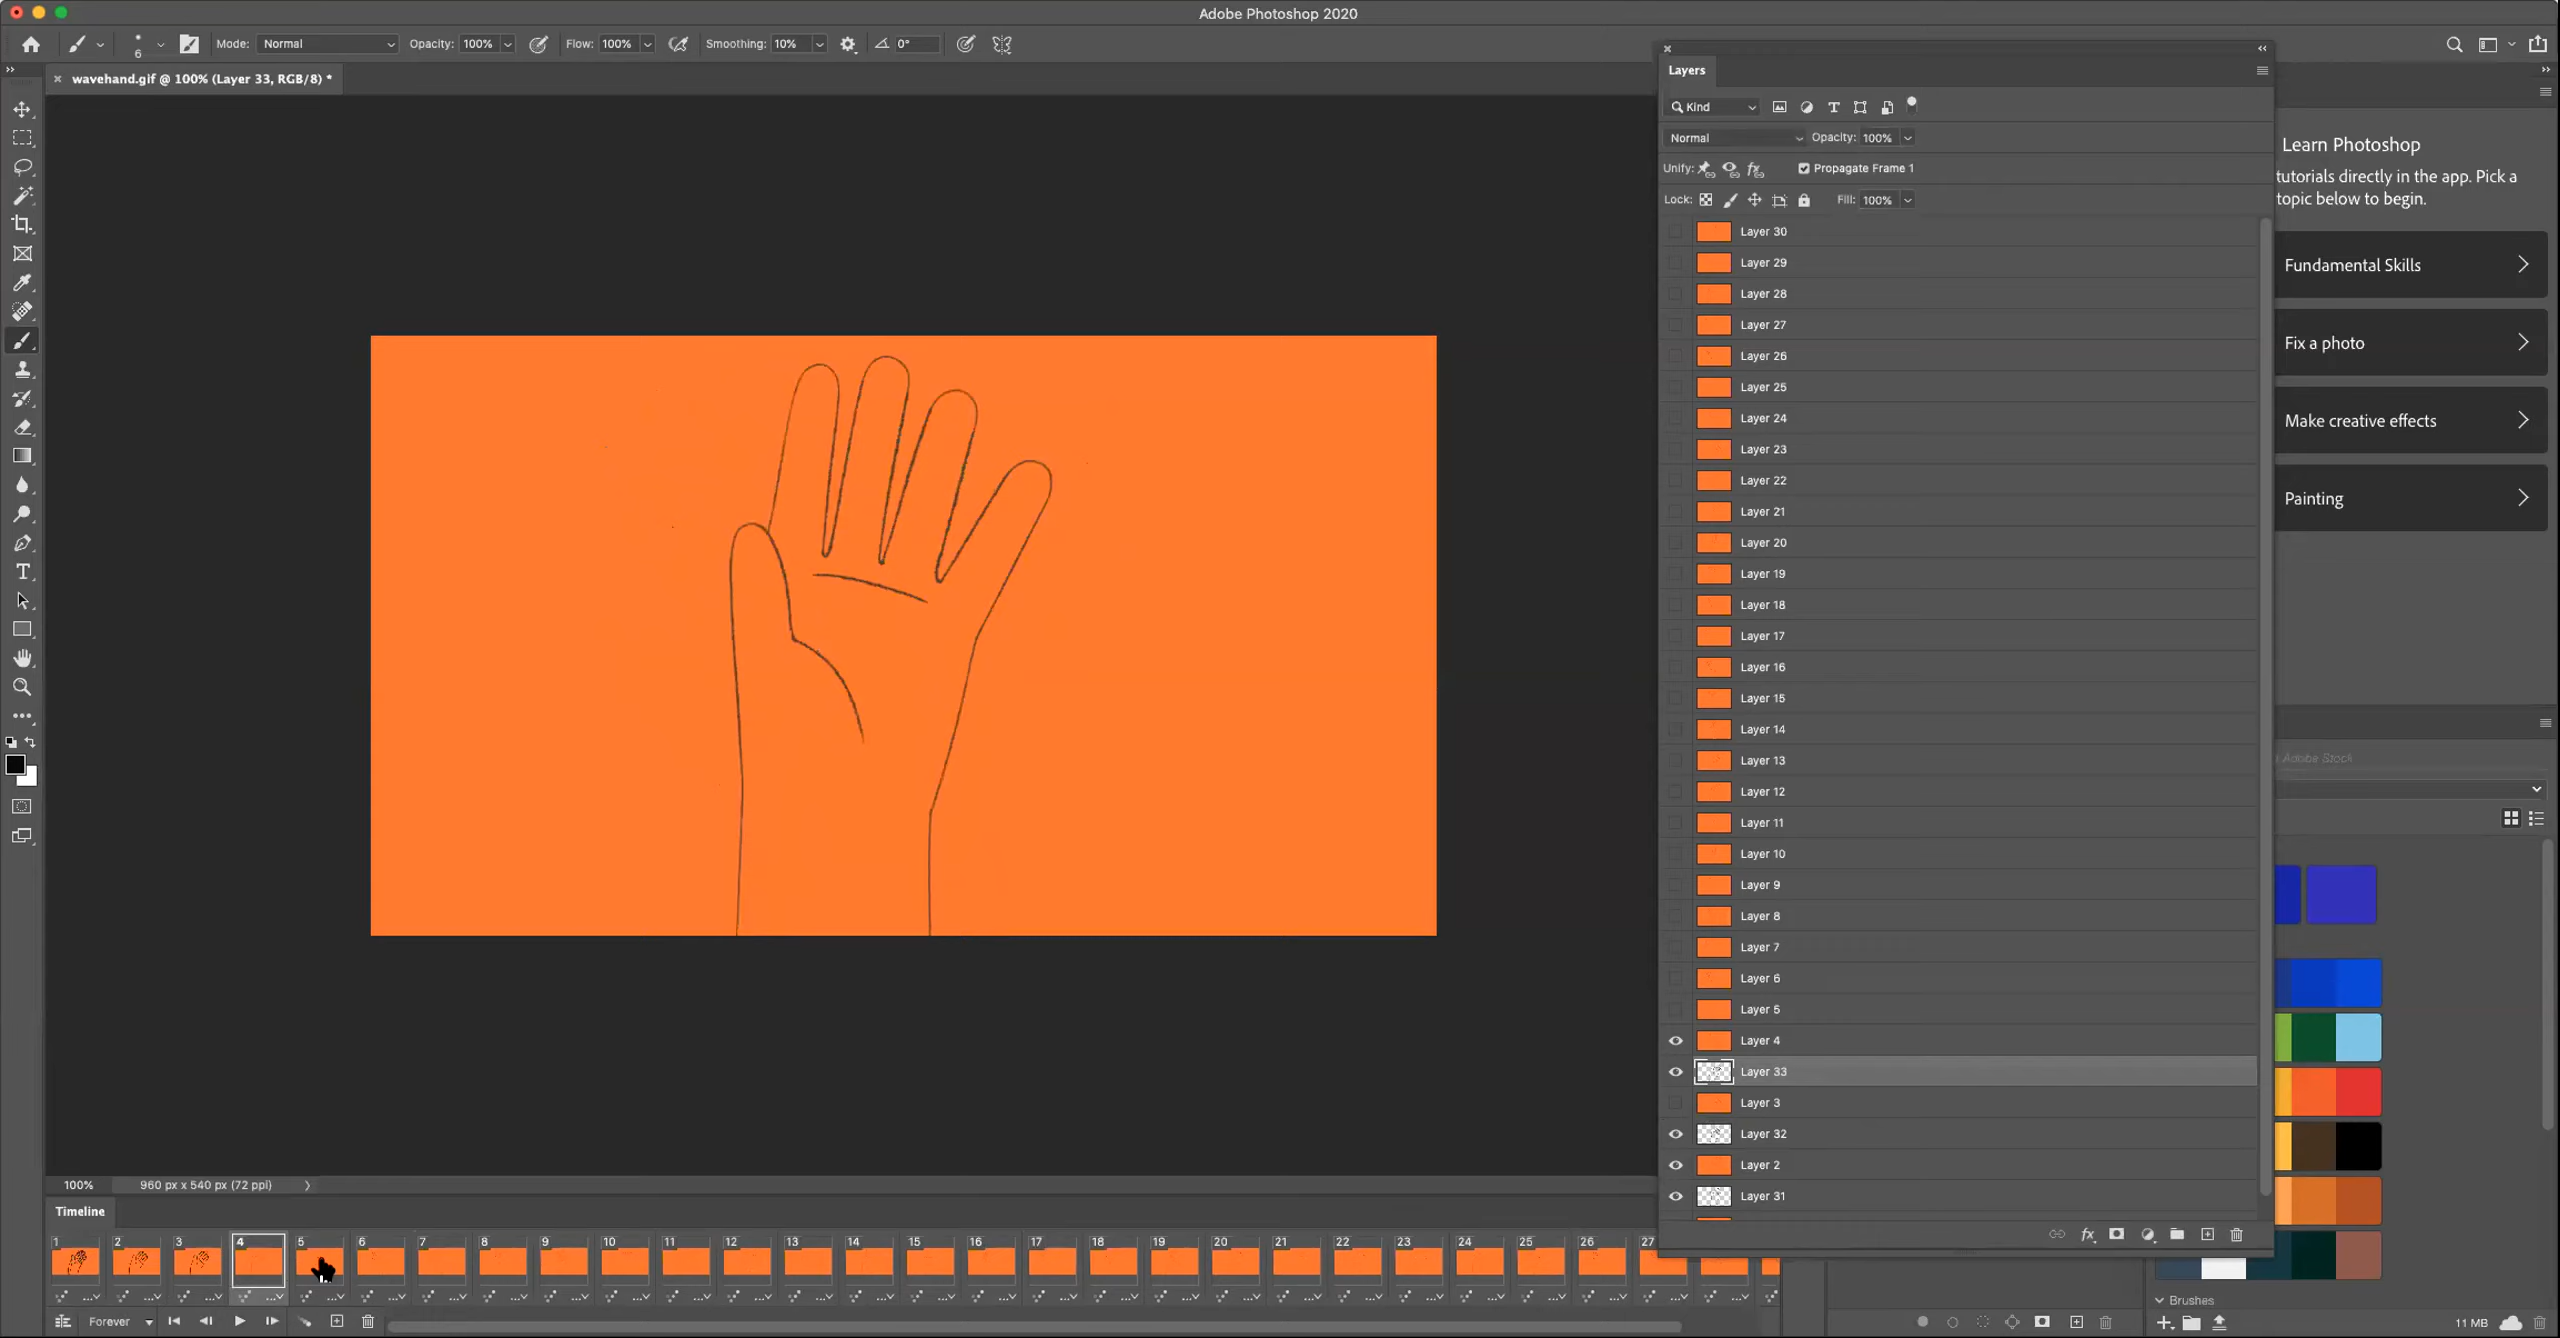 Adobe Photoshop 2020
6
Mode: Normal
Opacity: 100%
Flow: 100%
Smoothing: 10%
0°
wavehand.gif @ 100% (Layer 33, RGB/8) *
Layers
Kind
Normal
Opacity: 100%
Unify:
Propagate Frame 1
Lock:
Fill: 100%
Layer 30
Layer 29
Layer 28
Layer 27
Layer 26
Layer 25
Layer 24
Layer 23
Layer 22
Layer 21
Layer 20
Layer 19
Layer 18
Layer 17
Layer 16
Layer 15
Layer 14
Layer 13
Layer 12
Layer 11
Layer 10
Layer 9
Layer 8
Layer 7
Layer 6
Layer 5
Layer 4
Layer 33
Layer 3
Layer 32
Layer 2
Layer 31
Learn Photoshop
tutorials directly in the app. Pick a
topic below to begin.
Fundamental Skills
Fix a photo
Make creative effects
Painting
Adobe Stock
100%
960 px x 540 px (72 ppi)
Timeline
1 2 3 4 5 6 7 8 9 10 11 12 13 14 15 16 17 18 19 20 21 22 23 24 25 26 27
Forever
Brushes
11 MB